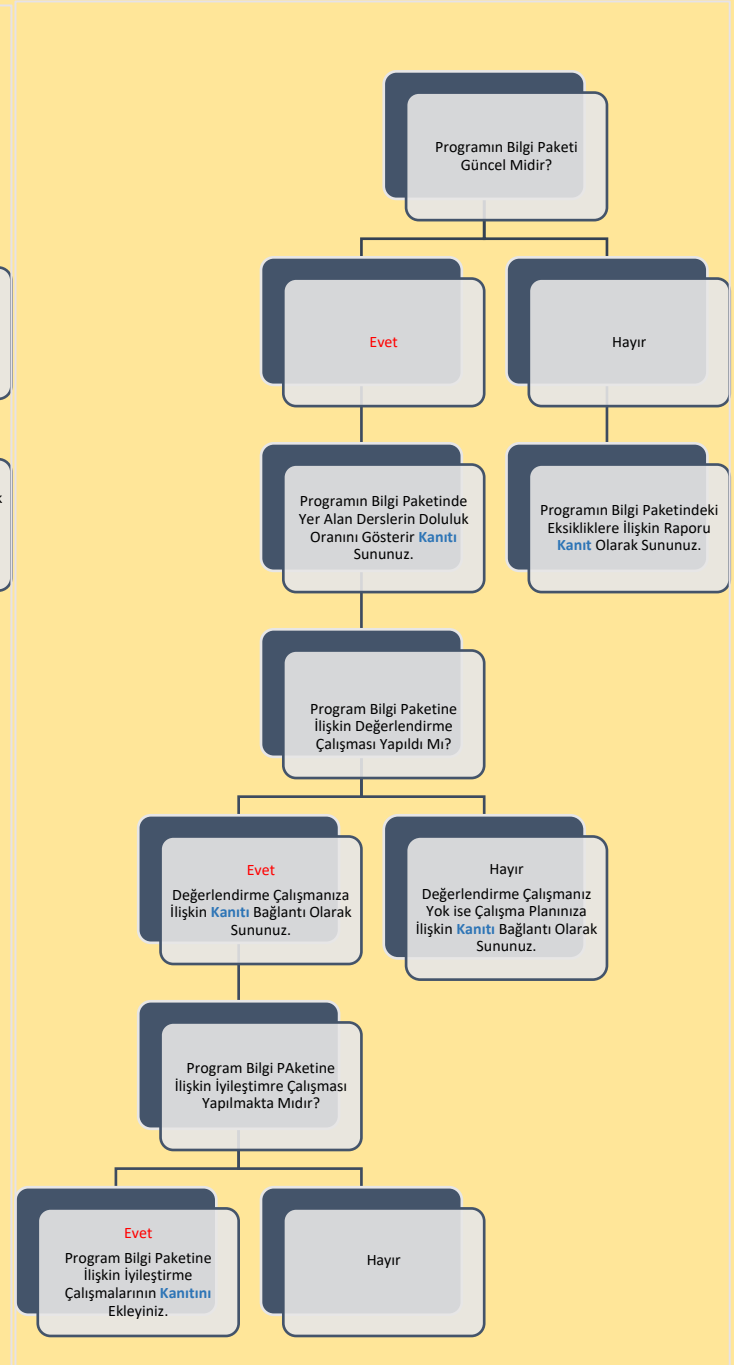 Programın Bilgi Paketi
Güncel Midir?
Evet
Hayır
Programın Bilgi Paketinde
Yer Alan Derslerin Doluluk
Oranını Gösterir Kanıtı
Sununuz.
Programın Bilgi Paketindeki
Eksikliklere İlişkin Raporu
Kanıt Olarak Sununuz.
Program Bilgi Paketine
İlişkin Değerlendirme
Çalışması Yapıldı Mı?
Evet
Değerlendirme Çalışmanıza
İlişkin Kanıtı Bağlantı Olarak
Sununuz.
Hayır
Değerlendirme Çalışmanız
Yok ise Çalışma Planınıza
İlişkin Kanıtı Bağlantı Olarak
Sununuz.
Program Bilgi PAketine
İlişkin İyileştimre Çalışması
Yapılmakta Mıdır?
Evet
Program Bilgi Paketine
İlişkin İyileştirme
Çalışmalarının Kanıtını
Ekleyiniz.
Hayır